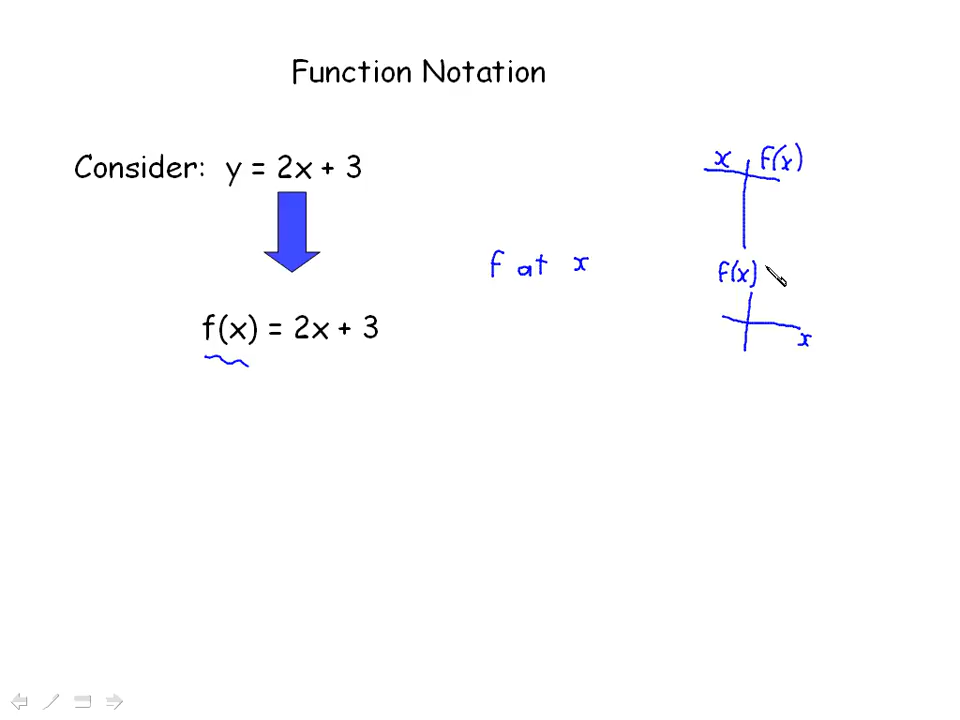 Function Notation
Consider: y = 2x + 3
x f(x)
f at x
f(x)
f(x) = 2x + 3
x